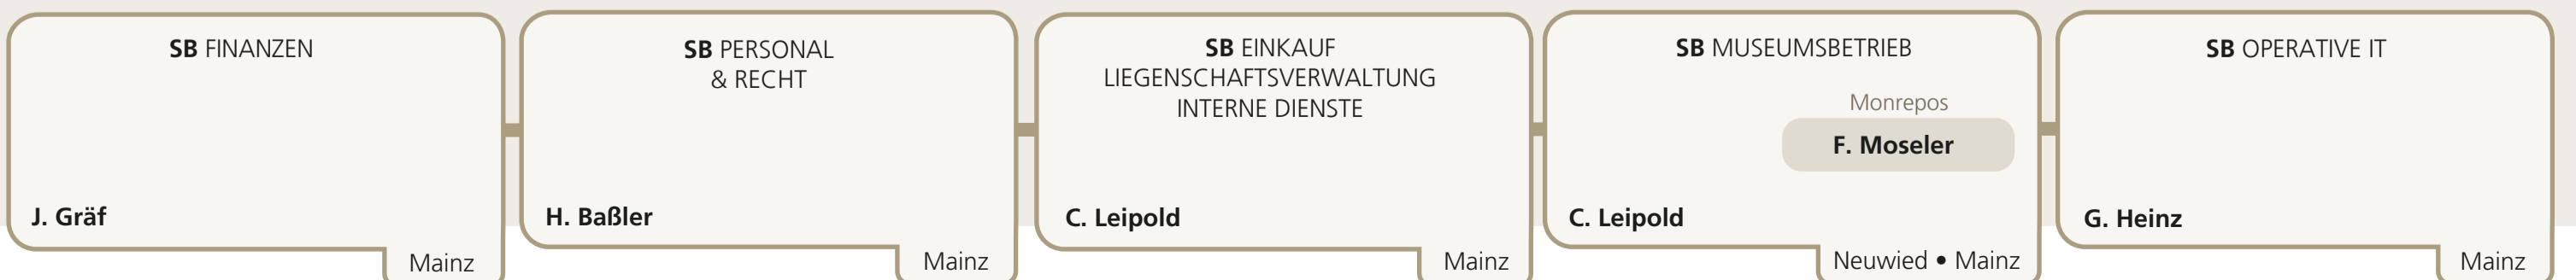 SB FINANZEN
J. Gräf
Mainz
SB PERSONAL
& RECHT
H. Baßler
Mainz
SB EINKAUF
LIEGENSCHAFTSVERWALTUNG
INTERNE DIENSTE
C. Leipold
Mainz
SB MUSEUMSBETRIEB
Monrepos
F. Moseler
C. Leipold
Neuwied • Mainz
SB OPERATIVE IT
G. Heinz
Mainz